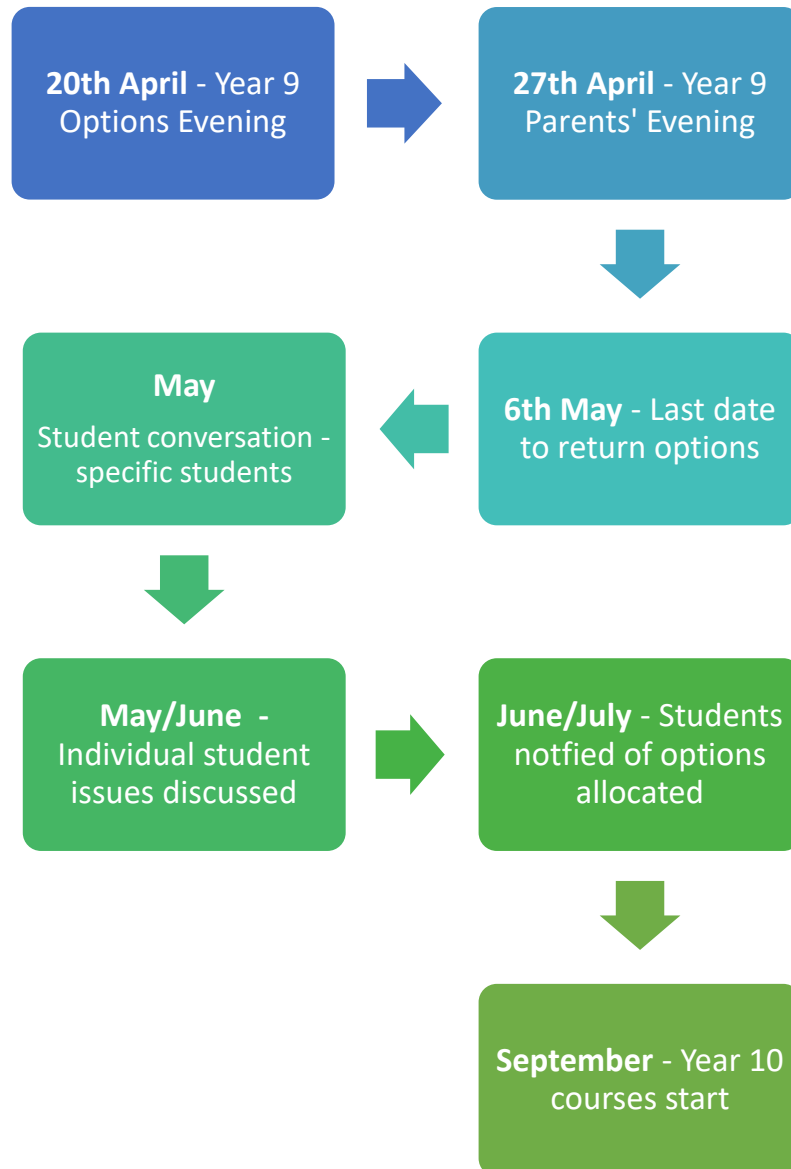 20th April - Year 9
Options Evening
27th April - Year 9
Parents' Evening
6th May - Last date
to return options
May
Student conversation -
specific students
May/June  -
Individual student
issues discussed
June/July - Students
notfied of options
allocated
September - Year 10
courses start